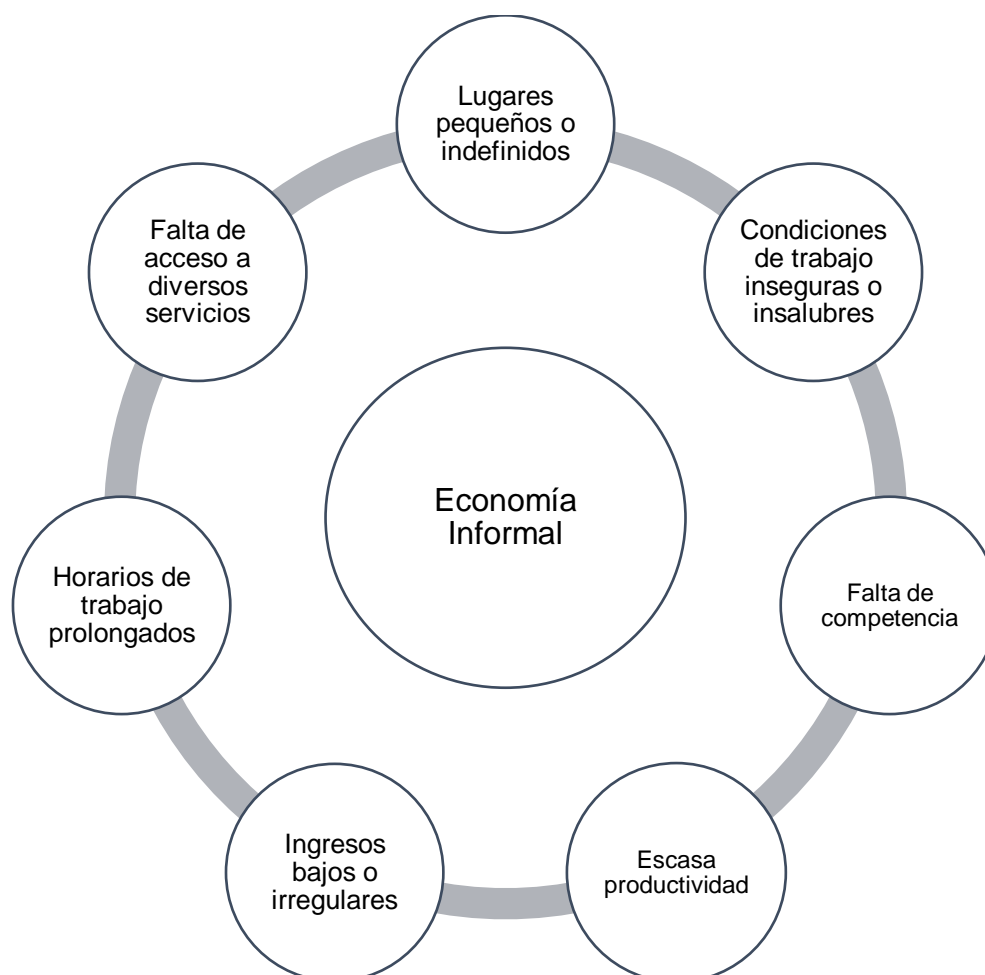 Lugares
pequeños o
indefinidos
Condiciones
de trabajo
inseguras o
insalubres
Falta de
competencia
Escasa
productividad
Ingresos
bajos o
irregulares
Horarios de
trabajo
prolongados
Falta de
acceso a
diversos
servicios
Economía
Informal